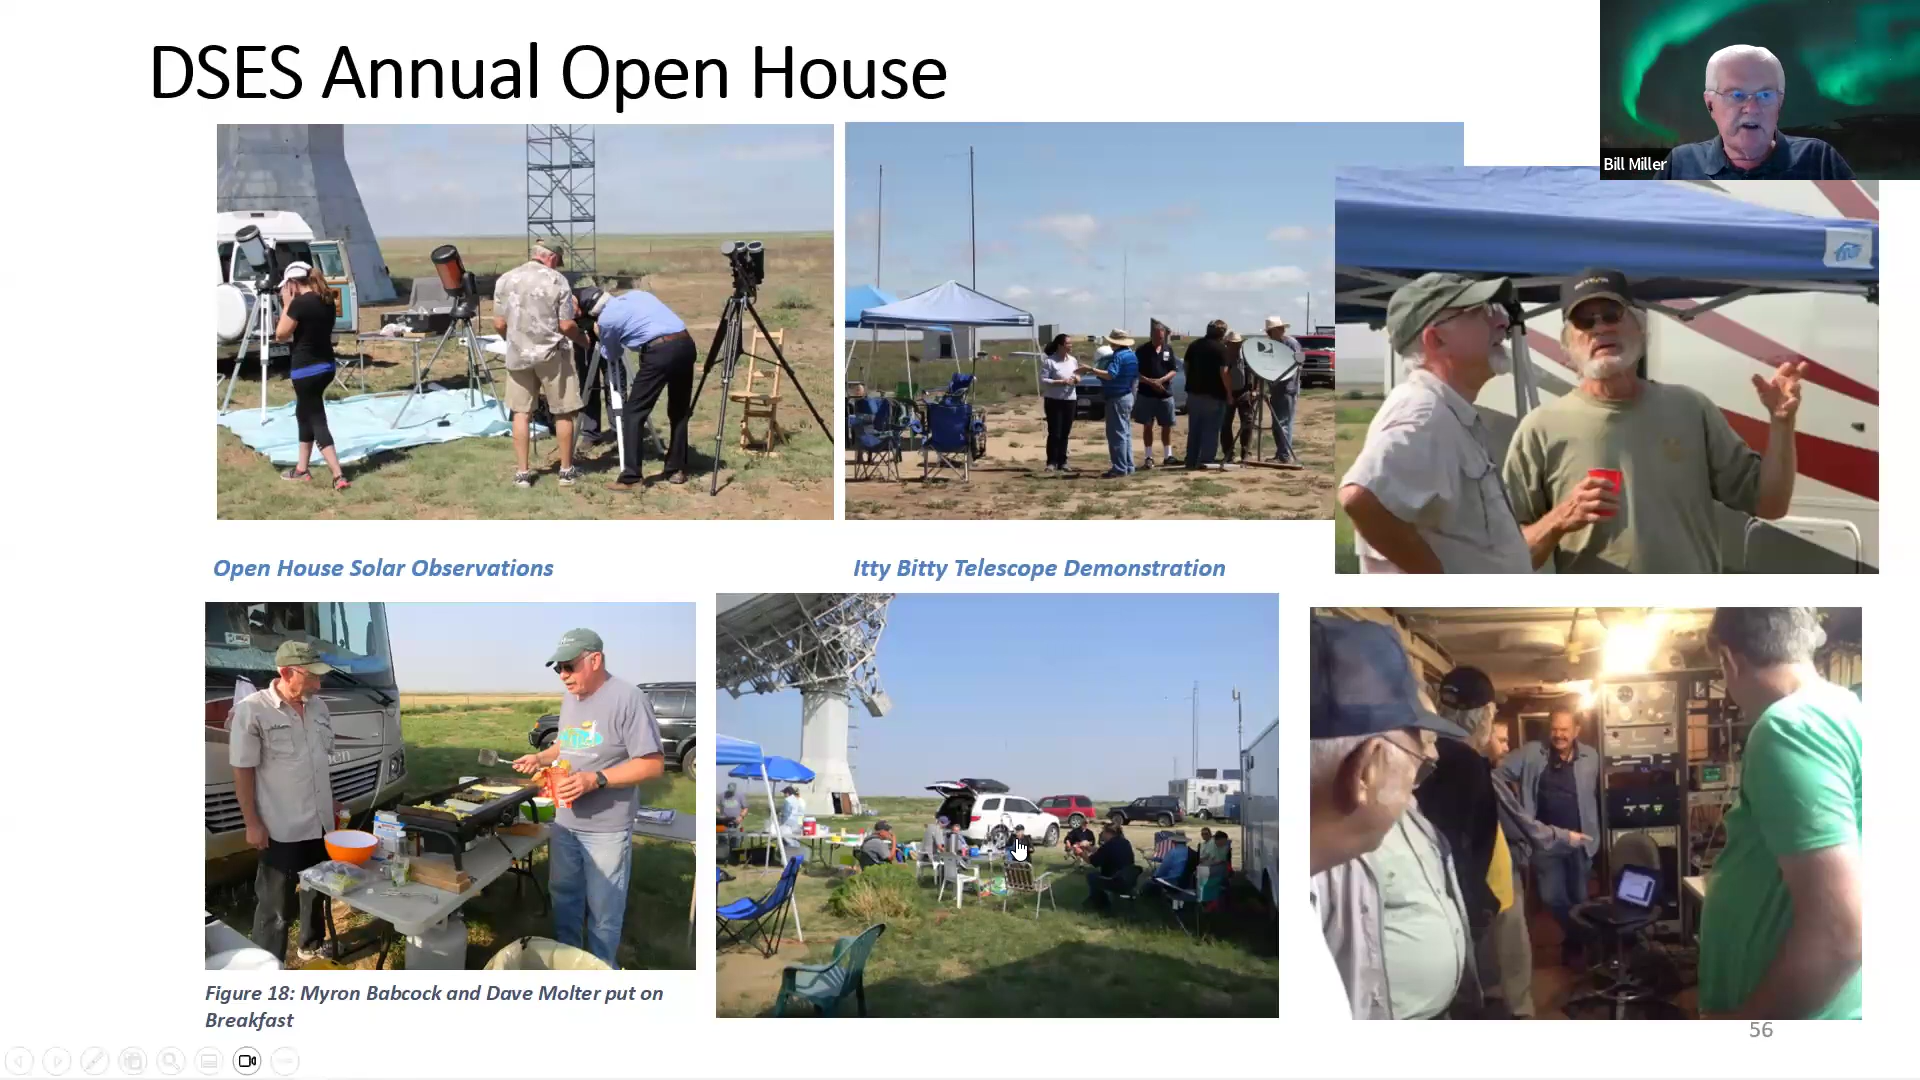 DSES Annual Open House
Bill Miller
Open House Solar Observations
Itty Bitty Telescope Demonstration
Figure 18: Myron Babcock and Dave Molter put on
Breakfast
56